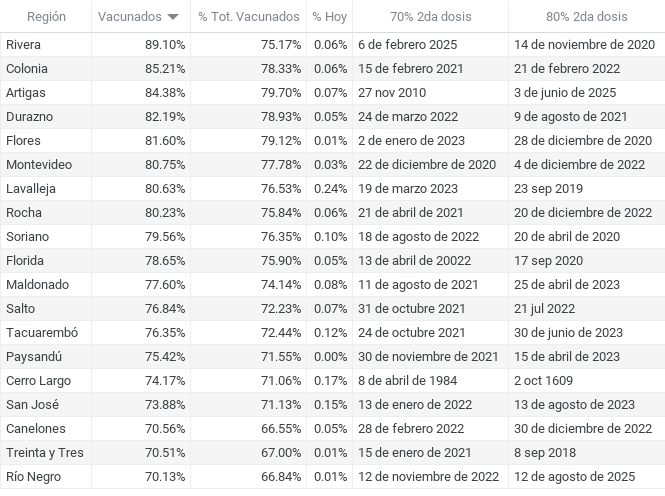 Región Vacunados % Tot. Vacunados % Hoy 70% 2da dosis 80% 2da dosis
Rivera 89.10% 75.17% 0.06% 6 de febrero 2025 14 de noviembre de 2020
Colonia 85.21% 78.33% 0.06% 15 de febrero 2021 21 de febrero 2022
Artigas 84.38% 79.70% 0.07% 27 nov 2010 3 de junio de 2025
Durazno 82.19% 78.93% 0.05% 24 de marzo 2022 9 de agosto de 2021
Flores 81.60% 79.12% 0.01% 2 de enero de 2023 28 de diciembre de 2020
Montevideo 80.75% 77.78% 0.03% 22 de diciembre de 2020 4 de diciembre de 2022
Lavalleja 80.63% 76.53% 0.24% 19 de marzo 2023 23 sep 2019
Rocha 80.23% 75.84% 0.06% 21 de abril de 2021 20 de diciembre de 2022
Soriano 79.56% 76.35% 0.10% 18 de agosto de 2022 20 de abril de 2020
Florida 78.65% 75.90% 0.05% 13 de abril de 20022 17 sep 2020
Maldonado 77.60% 74.14% 0.08% 11 de agosto de 2021 25 de abril de 2023
Salto 76.84% 72.23% 0.07% 31 de octubre 2021 21 jul 2022
Tacuarembó 76.35% 72.44% 0.12% 24 de octubre 2021 30 de junio de 2023
Paysandú 75.42% 71.55% 0.00% 30 de noviembre de 2021 15 de abril de 2023
Cerro Largo 74.17% 71.06% 0.17% 8 de abril de 1984 2 oct 1609
San José 73.88% 71.13% 0.15% 13 de enero de 2022 13 de agosto de 2023
Canelones 70.56% 66.55% 0.05% 28 de febrero 2022 30 de diciembre de 2022
Treinta y Tres 70.51% 67.00% 0.01% 15 de enero de 2021 8 sep 2018
Río Negro 70.13% 66.84% 0.01% 12 de noviembre de 2022 12 de agosto de 2025